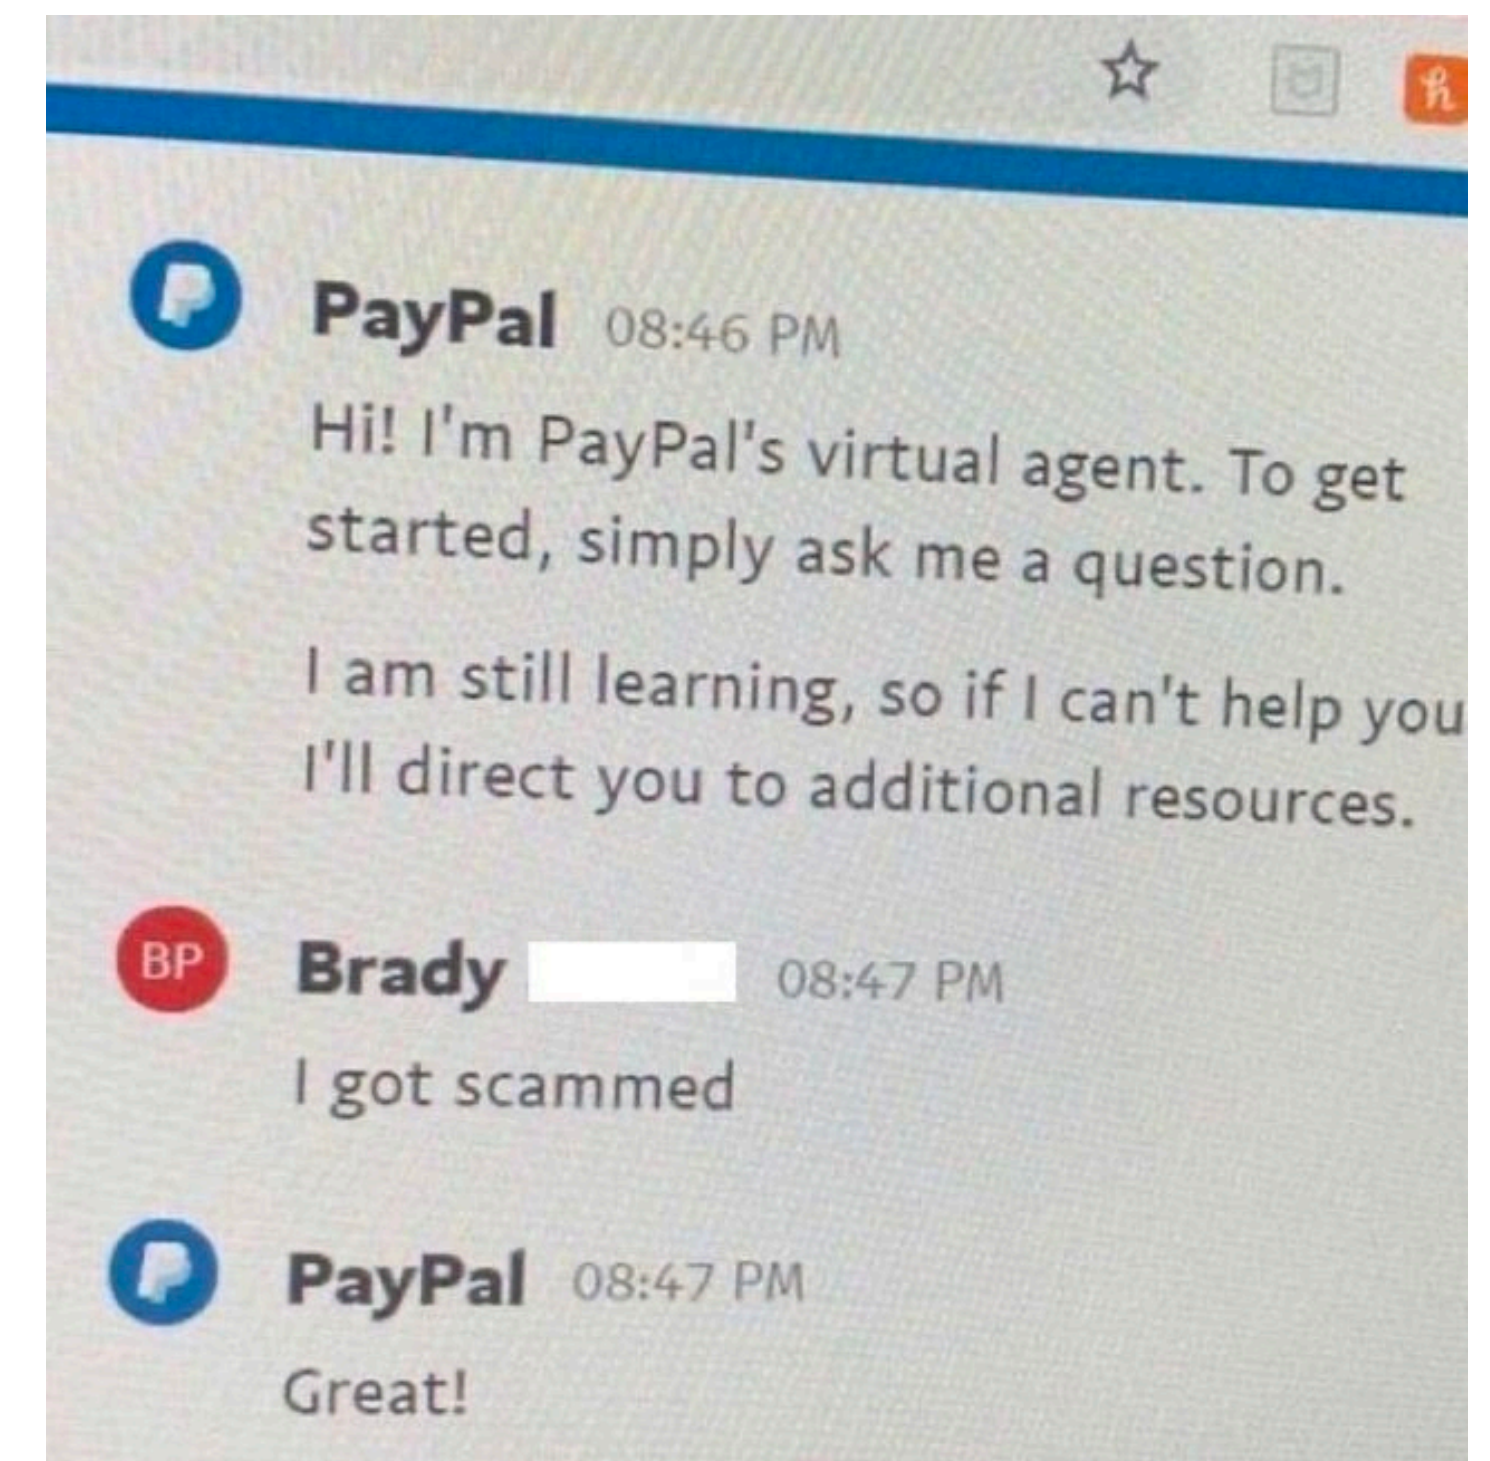 PayPal 08:46 PM
Hi! I'm PayPal's virtual agent. To get
started, simply ask me a question.
I am still learning, so if I can't help you
I'll direct you to additional resources.
BP Brady 08:47 PM
I got scammed
PayPal 08:47 PM
Great!